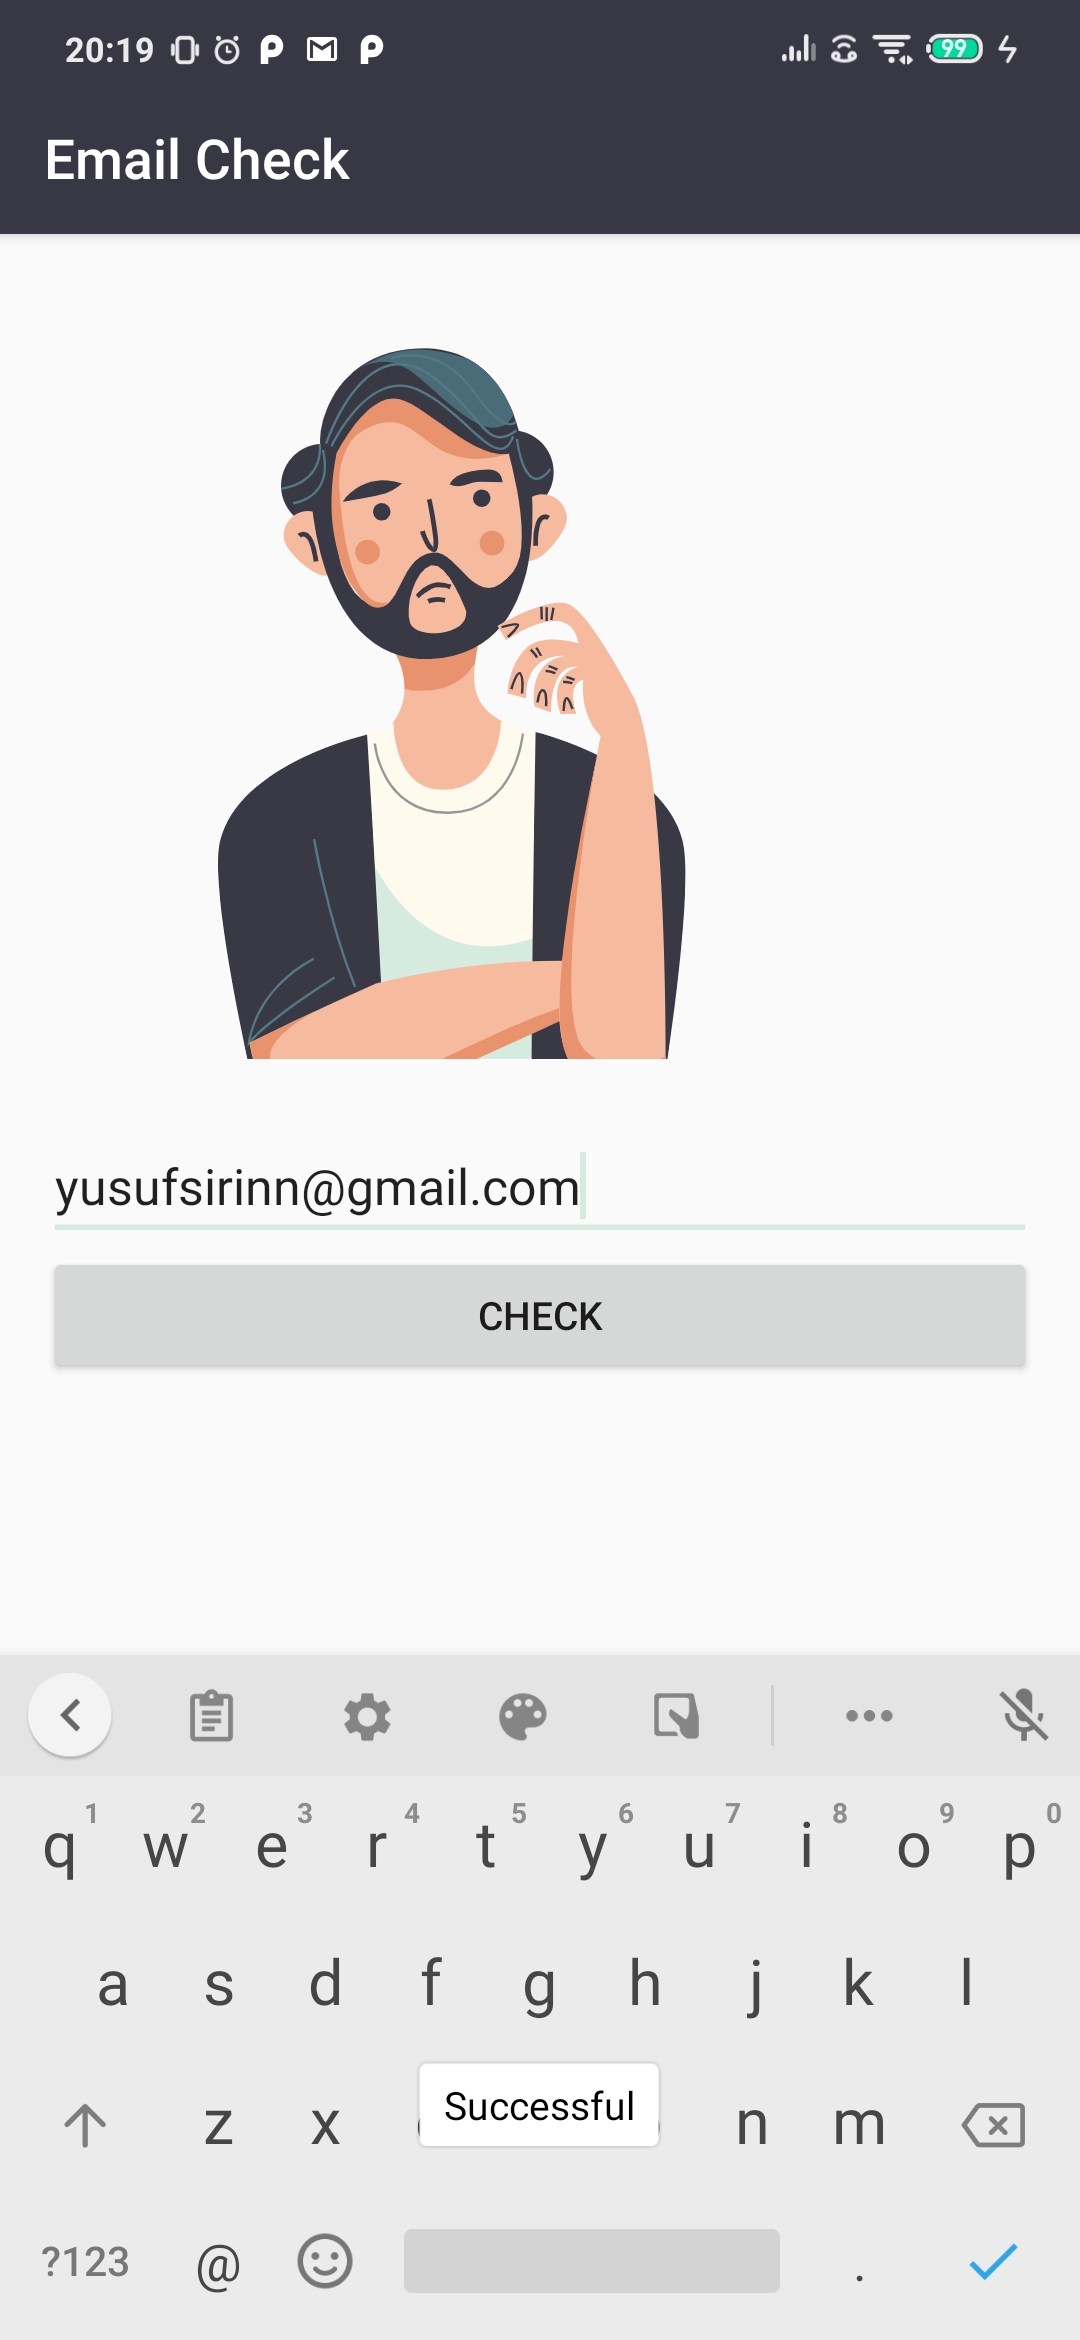 20:19
99
Email Check
yusufsirinn@gmail.com
CHECK
1 2 3 4 5 6 7 8 9 0
q w e r t y u i o p
a s d f g h j k l
z x n m
Successful
?123 @ .